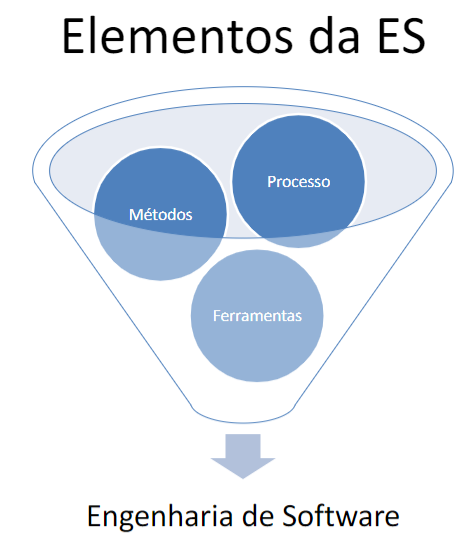 Elementos da ES
Processo
Métodos
Ferramentas
Engenharia de Software